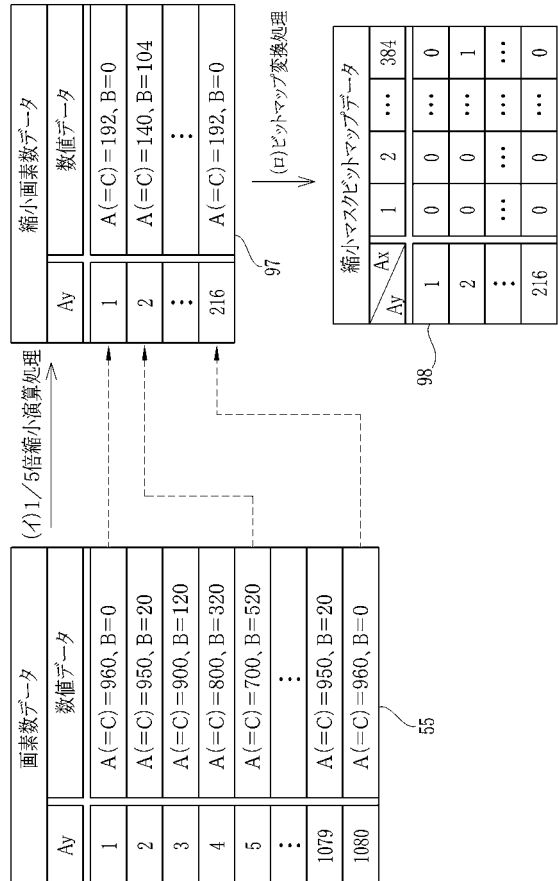 画素数データ
Ay 数値データ
1 A(=C)=960、B=0
2 A(=C)=950、B=20
3 A(=C)=900、B=120
4 A(=C)=800、B=320
5 A(=C)=700、B=520
⋮ ⋮
1079 A(=C)=950、B=20
1080 A(=C)=960、B=0
55
(イ)1/5倍縮小演算処理
縮小画素数データ
Ay 数値データ
1 A(=C)=192、B=0
2 A(=C)=140、B=104
⋮ ⋮
216 A(=C)=192、B=0
97
(ロ)ビットマップ変換処理
縮小マスクビットマップデータ
Ax
Ay
1 2 … 384
1 0 0 … 0
2 0 0 … 1
⋮ … … … …
216 0 0 … 0
98